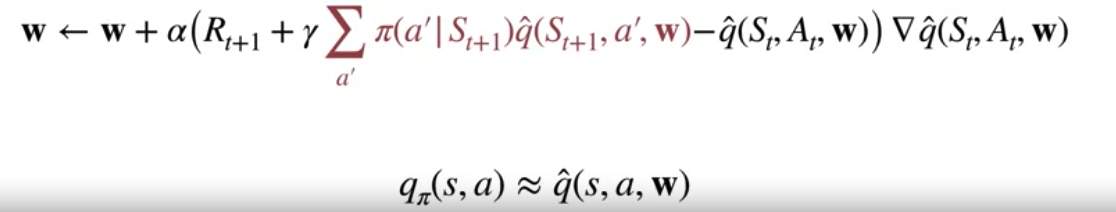 w ← w + α(R_{t+1} + γ ∑_{a′} π(a′|S_{t+1})q̂(S_{t+1}, a′, w)−q̂(S_t, A_t, w)) ∇q̂(S_t, A_t, w)
q_π(s, a) ≈ q̂(s, a, w)